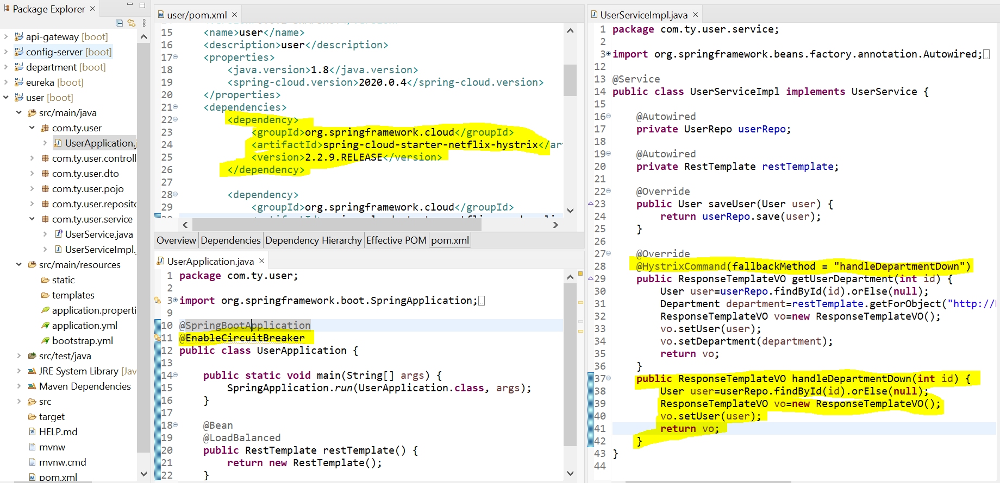 Package Explorer
api-gateway [boot]
config-server [boot]
department [boot]
eureka [boot]
user [boot]
src/main/java
com.ty.user
UserApplication.j
com.ty.user.controll
com.ty.user.dto
com.ty.user.pojo
com.ty.user.reposito
com.ty.user.service
UserService.java
UserServiceImpl.
src/main/resources
static
templates
application.properti
application.yml
bootstrap.yml
src/test/java
JRE System Library [Jav
Maven Dependencies
src
target
HELP.md
mvnw
mvnw.cmd
pom.xml
user/pom.xml
15 <name>user</name>
16 <description>user</description>
17 <properties>
18 <java.version>1.8</java.version>
19 <spring-cloud.version>2020.0.4</spring-cloud.version>
20 </properties>
21 <dependencies>
22 <dependency>
23 <groupId>org.springframework.cloud</groupId>
24 <artifactId>spring-cloud-starter-netflix-hystrix</ar
25 <version>2.2.9.RELEASE</version>
26 </dependency>
27
28 <dependency>
29 <groupId>org.springframework.cloud</groupId>
Overview Dependencies Dependency Hierarchy Effective POM pom.xml
UserApplication.java
1 package com.ty.user;
2
3 import org.springframework.boot.SpringApplication;
9
10 @SpringBootApplication
11 @EnableCircuitBreaker
12 public class UserApplication {
13
14 public static void main(String[] args) {
15 SpringApplication.run(UserApplication.class, args);
16 }
17
18 @Bean
19 @LoadBalanced
20 public RestTemplate restTemplate() {
21 return new RestTemplate();
22 }
UserServiceImpl.java
1 package com.ty.user.service;
2
3 import org.springframework.beans.factory.annotation.Autowired;
12
13 @Service
14 public class UserServiceImpl implements UserService {
15
16 @Autowired
17 private UserRepo userRepo;
18
19 @Autowired
20 private RestTemplate restTemplate;
21
22 @Override
23 public User saveUser(User user) {
24 return userRepo.save(user);
25 }
26
27 @Override
28 @HystrixCommand(fallbackMethod = "handleDepartmentDown")
29 public ResponseTemplateVO getUserDepartment(int id) {
30 User user=userRepo.findById(id).orElse(null);
31 Department department=restTemplate.getForObject("http://
32 ResponseTemplateVO vo=new ResponseTemplateVO();
33 vo.setUser(user);
34 vo.setDepartment(department);
35 return vo;
36 }
37 public ResponseTemplateVO handleDepartmentDown(int id) {
38 User user=userRepo.findById(id).orElse(null);
39 ResponseTemplateVO vo=new ResponseTemplateVO();
40 vo.setUser(user);
41 return vo;
42 }
43 }
44